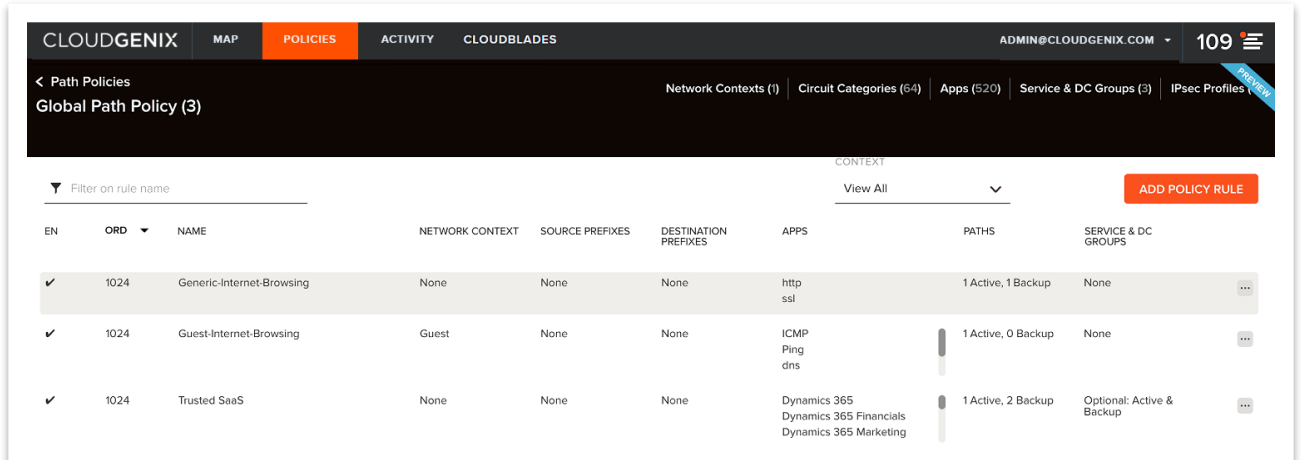 CLOUDGENIX MAP POLICIES ACTIVITY CLOUDBLADES ADMIN@CLOUDGENIX.COM 109
PREVIEW
Path Policies
Global Path Policy (3)
Network Contexts (1) Circuit Categories (64) Apps (520) Service & DC Groups (3) IPsec Profiles (
CONTEXT
Filter on rule name View All ADD POLICY RULE
EN ORD NAME NETWORK CONTEXT SOURCE PREFIXES DESTINATION PREFIXES APPS PATHS SERVICE & DC GROUPS
1024 Generic-Internet-Browsing None None None http 1 Active, 1 Backup None
ssl
1024 Guest-Internet-Browsing Guest None None ICMP 1 Active, 0 Backup None
Ping
dns
1024 Trusted SaaS None None None Dynamics 365 1 Active, 2 Backup Optional: Active & Backup
Dynamics 365 Financials
Dynamics 365 Marketing